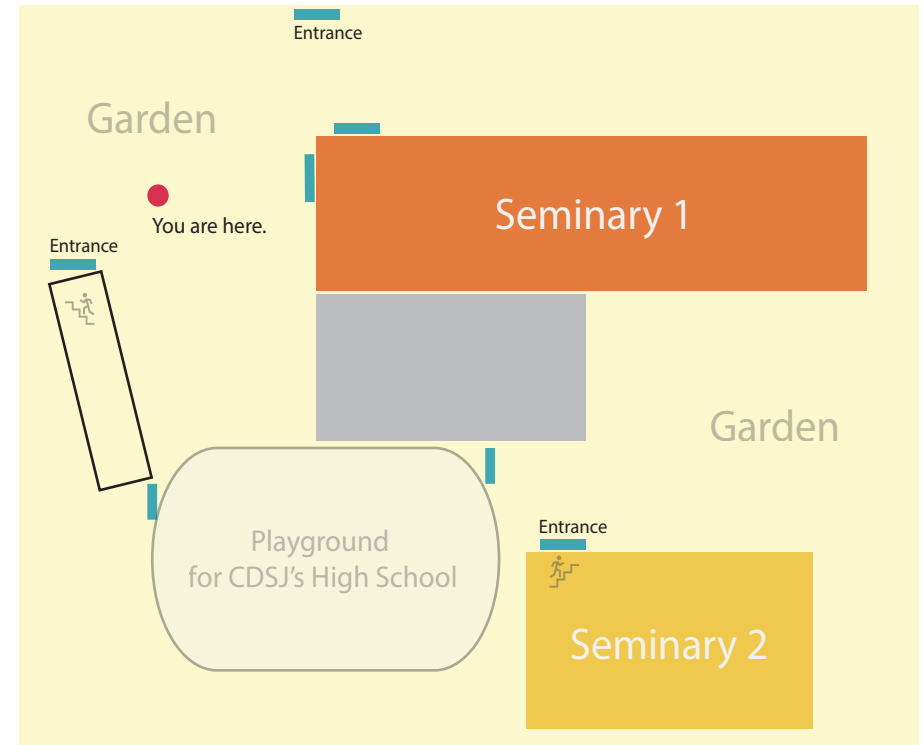 Entrance
Garden
Seminary 1
You are here.
Entrance
Garden
Entrance
Playground
for CDSJ's High School
Seminary 2